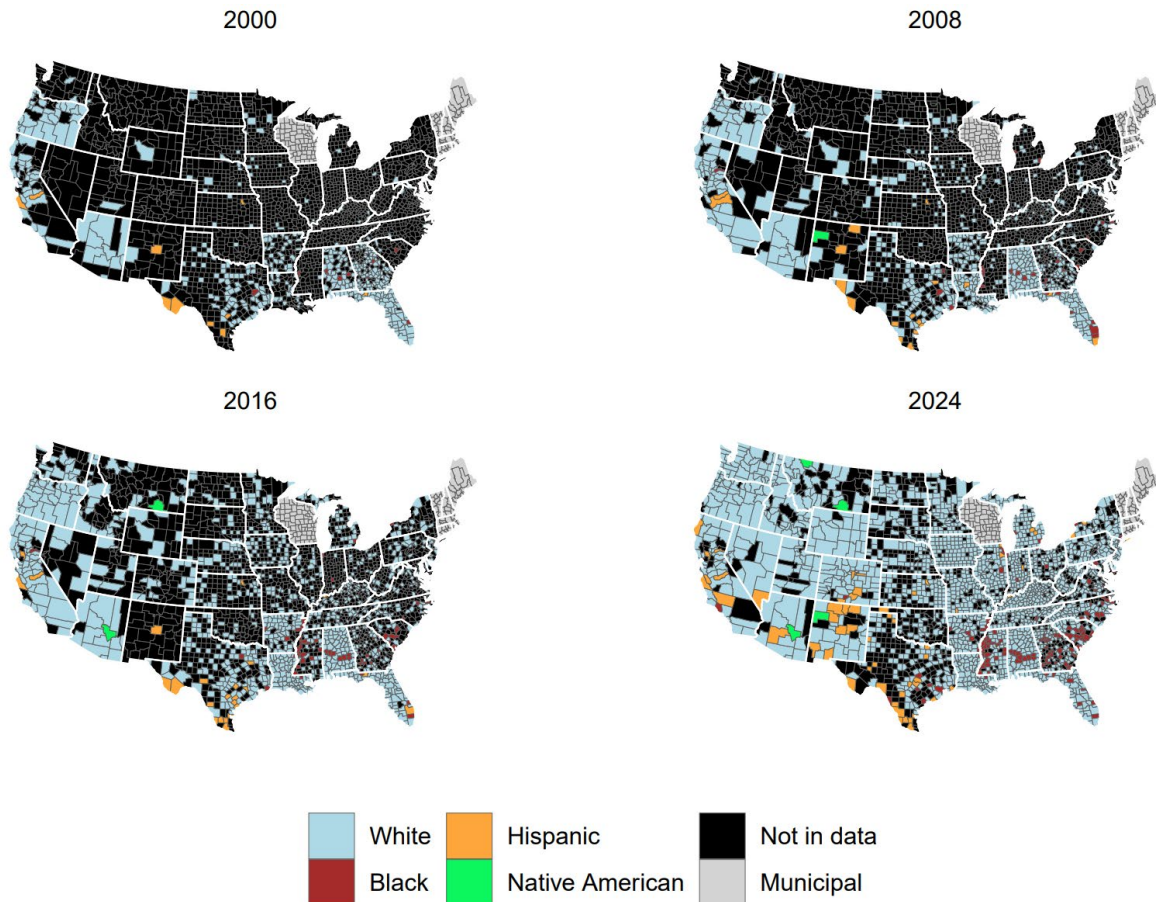 2000
2008
2016
2024
White
Hispanic
Not in data
Black
Native American
Municipal